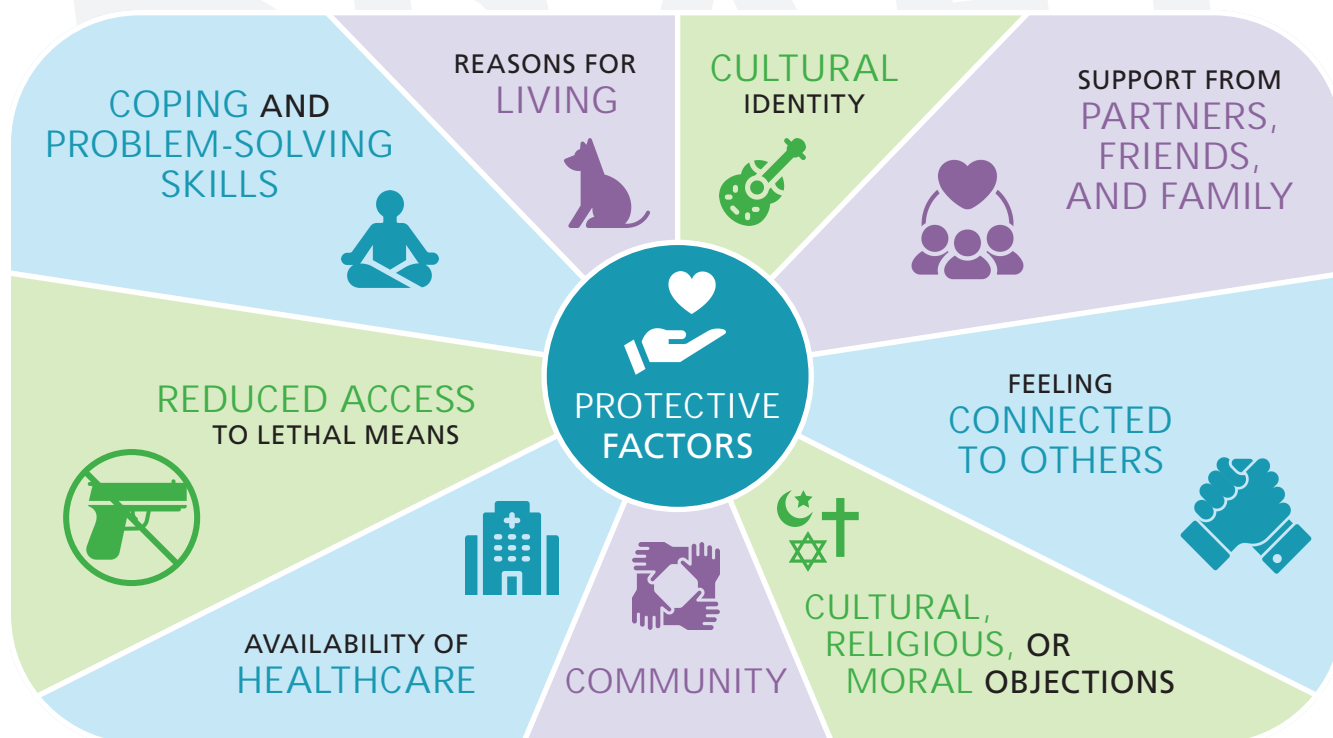 COPING AND
PROBLEM-SOLVING
SKILLS
REASONS FOR
LIVING
CULTURAL
IDENTITY
SUPPORT FROM
PARTNERS,
FRIENDS,
AND FAMILY
REDUCED ACCESS
TO LETHAL MEANS
PROTECTIVE
FACTORS
FEELING
CONNECTED
TO OTHERS
AVAILABILITY OF
HEALTHCARE
COMMUNITY
CULTURAL,
RELIGIOUS, OR
MORAL OBJECTIONS